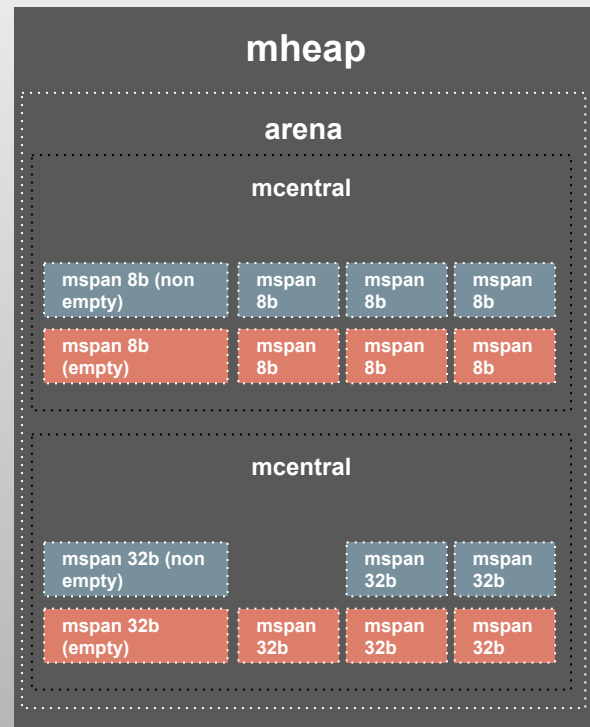 mheap
arena
mcentral
mspan 8b (non
empty)
mspan
8b
mspan
8b
mspan
8b
mspan 8b
(empty)
mspan
8b
mspan
8b
mspan
8b
mcentral
mspan 32b (non
empty)
mspan
32b
mspan
32b
mspan 32b
(empty)
mspan
32b
mspan
32b
mspan
32b